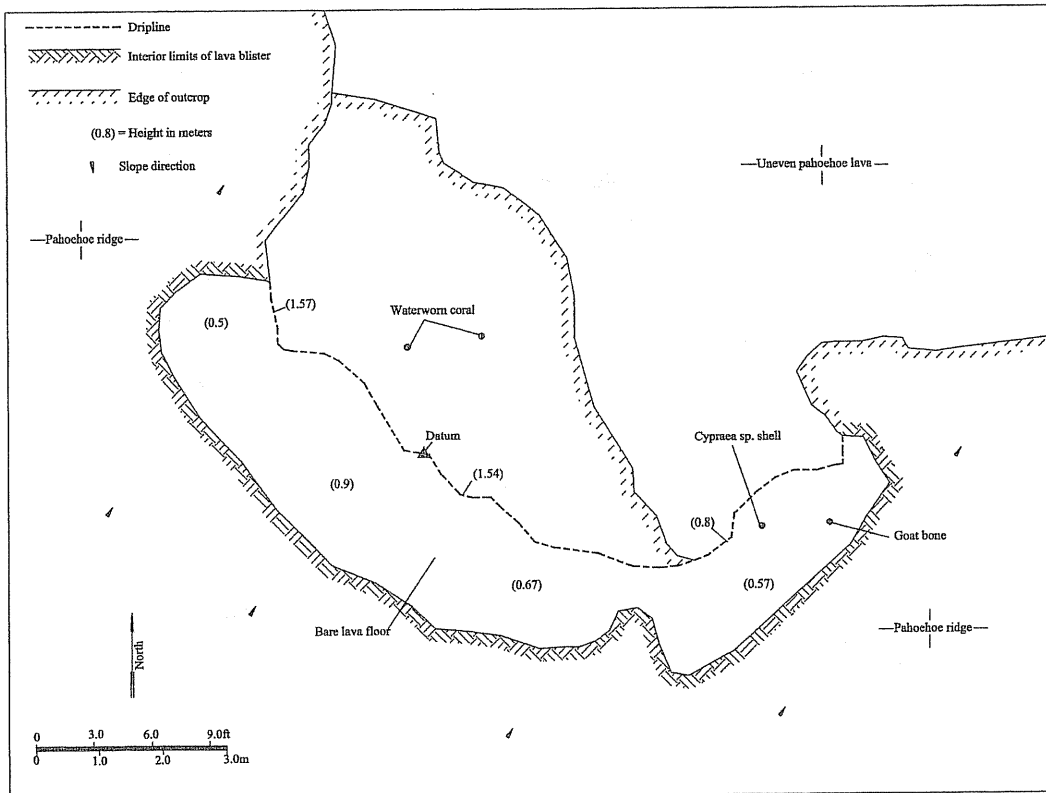 Dripline
Interior limits of lava blister
Edge of outcrop
(0.8) = Height in meters
Slope direction
Uneven pahoehoe lava
Pahoehoe ridge
(1.57)
Waterworn coral
(0.5)
Datum
Cypraea sp. shell
(0.9)
(1.54)
(0.8)
Goat bone
(0.67)
(0.57)
Bare lava floor
Pahoehoe ridge
North
0 3.0 6.0 9.0ft
0 1.0 2.0 3.0m